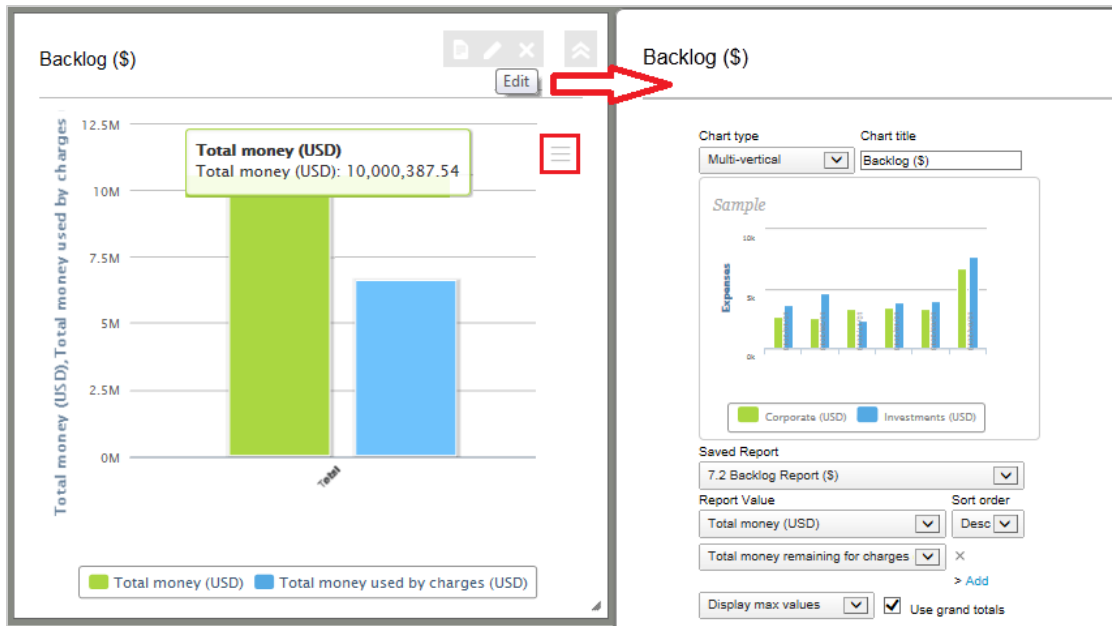 Backlog ($)
Edit
Total money (USD),Total money used by charges
12.5M
10M
7.5M
5M
2.5M
0M
Total money (USD)
Total money (USD): 10,000,387.54
Total
Total money (USD) Total money used by charges (USD)
Backlog ($)
Chart type Chart title
Multi-vertical Backlog ($)
Sample
Expenses
10k
5k
0k
Corporate (USD) Investments (USD)
Saved Report
7.2 Backlog Report ($)
Report Value Sort order
Total money (USD) Desc
Total money remaining for charges
> Add
Display max values Use grand totals